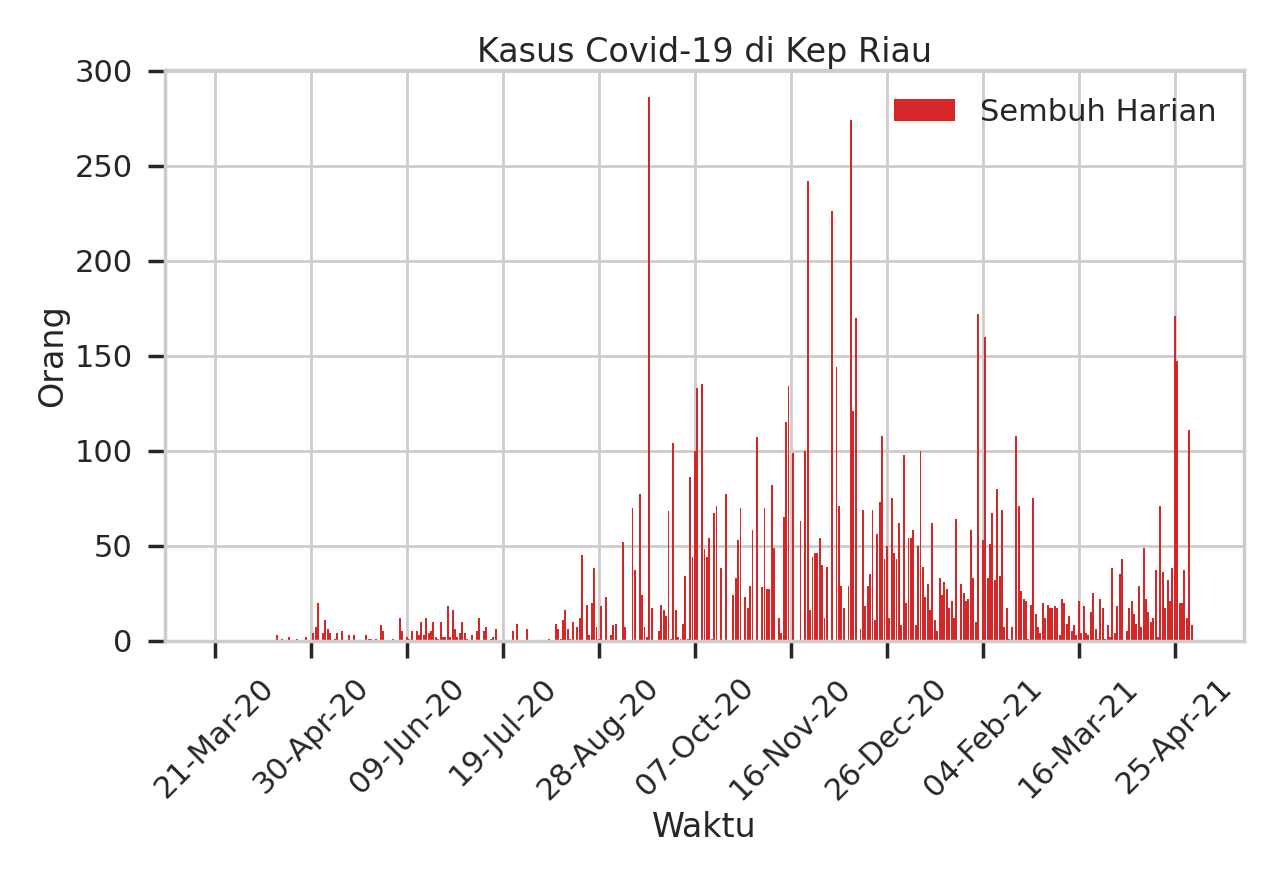 Kasus Covid-19 di Kep Riau
Sembuh Harian
Orang
300
250
200
150
100
50
0
21-Mar-20
30-Apr-20
09-Jun-20
19-Jul-20
28-Aug-20
07-Oct-20
16-Nov-20
26-Dec-20
04-Feb-21
16-Mar-21
25-Apr-21
Waktu